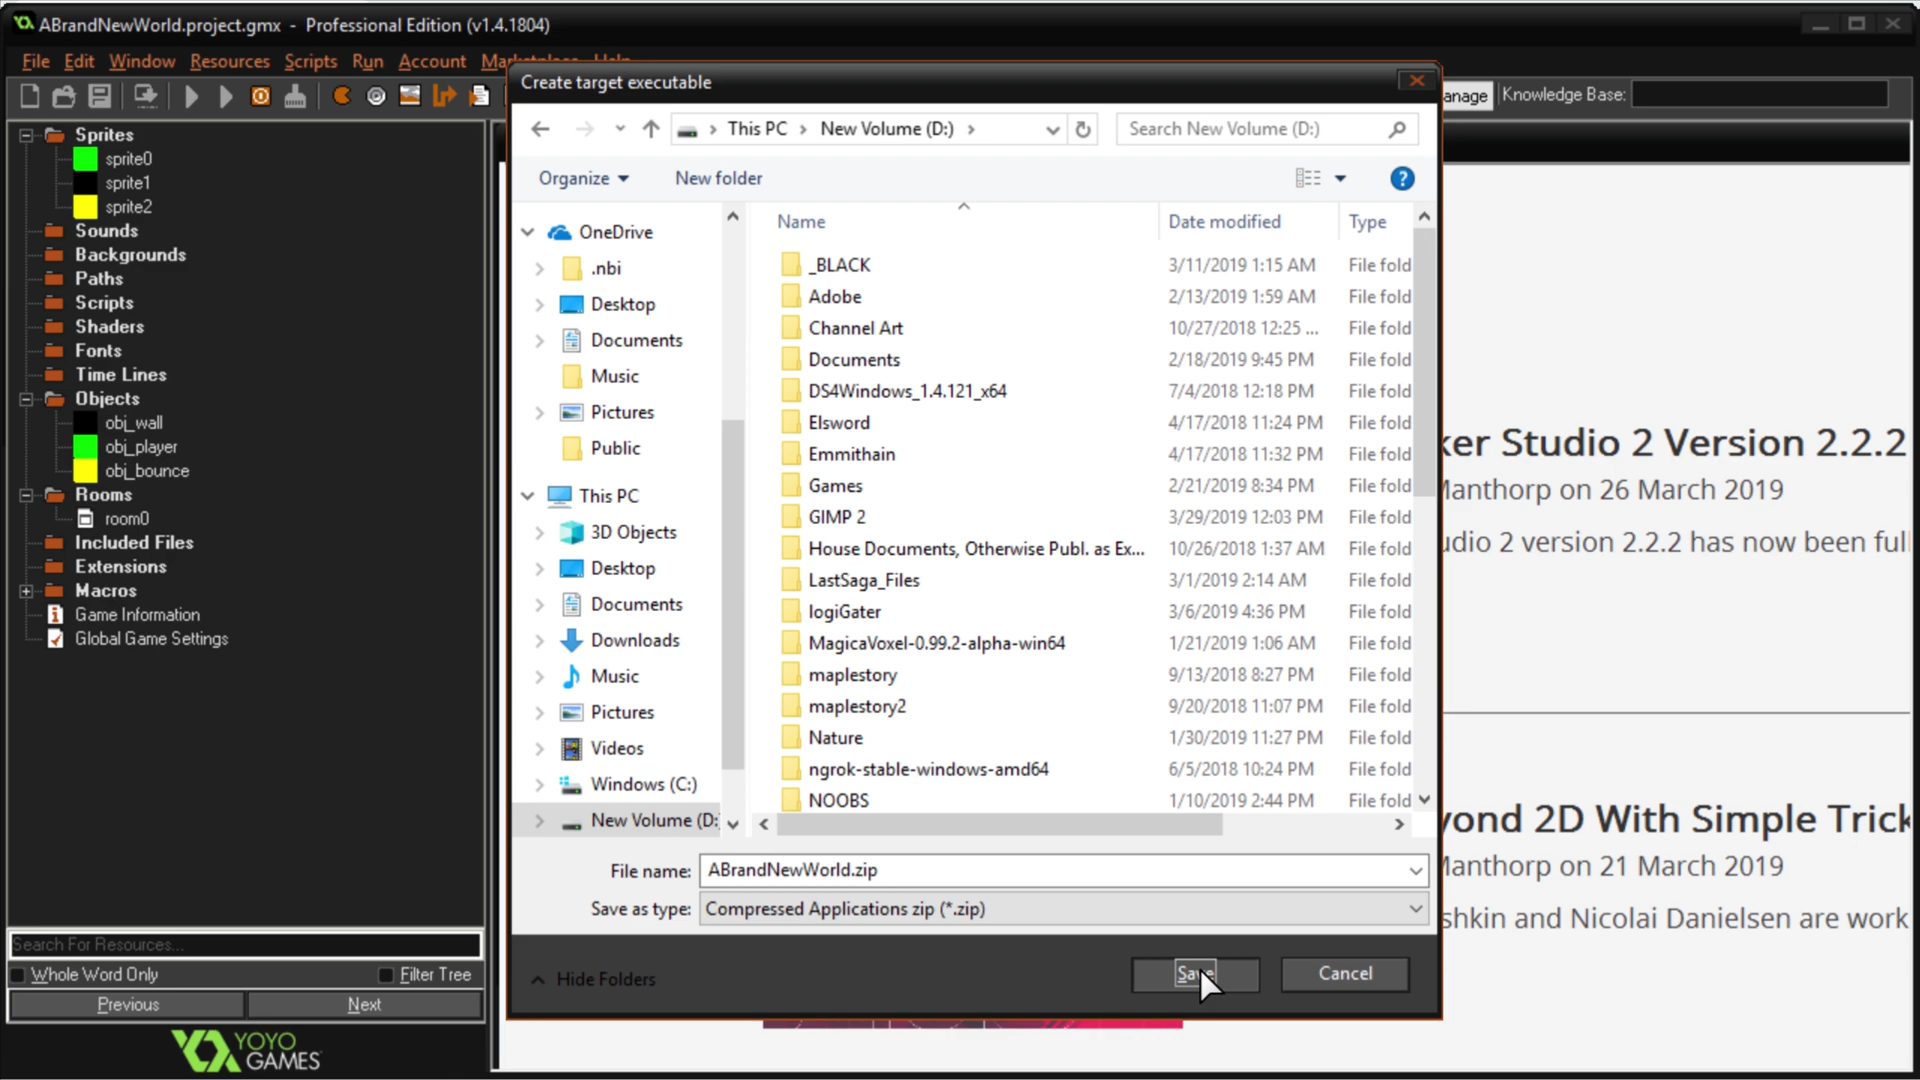 ABrandNewWorld.project.gmx - Professional Edition (v1.4.1804)
File Edit Window Resources Scripts Run Account
Create target executable
anage Knowledge Base:
This PC > New Volume (D:) >
Search New Volume (D:)
Organize
New folder
Sprites
sprite0
sprite1
sprite2
Sounds
Backgrounds
Paths
Scripts
Shaders
Fonts
Time Lines
Objects
obj_wall
obj_player
obj_bounce
Rooms
room0
Included Files
Extensions
Macros
Game Information
Global Game Settings
Search For Resources...
Whole Word Only
Filter Tree
Previous
Next
YOYO
GAMES
OneDrive
.nbi
Desktop
Documents
Music
Pictures
Public
This PC
3D Objects
Desktop
Documents
Downloads
Music
Pictures
Videos
Windows (C:)
New Volume (D:
Name Date modified Type
_BLACK 3/11/2019 1:15 AM File fold
Adobe 2/13/2019 1:59 AM File fold
Channel Art 10/27/2018 12:25 ... File fold
Documents 2/18/2019 9:45 PM File fold
DS4Windows_1.4.121_x64 7/4/2018 12:18 PM File fold
Elsword 4/17/2018 11:24 PM File fold
Emmithain 4/17/2018 11:32 PM File fold
Games 2/21/2019 8:34 PM File fold
GIMP 2 3/29/2019 12:03 PM File fold
House Documents, Otherwise Publ. as Ex... 10/26/2018 1:37 AM File fold
LastSaga_Files 3/1/2019 2:14 AM File fold
logiGater 3/6/2019 4:36 PM File fold
MagicaVoxel-0.99.2-alpha-win64 1/21/2019 1:06 AM File fold
maplestory 9/13/2018 8:27 PM File fold
maplestory2 9/20/2018 11:07 PM File fold
Nature 1/30/2019 11:27 PM File fold
ngrok-stable-windows-amd64 6/5/2018 10:24 PM File fold
NOOBS 1/10/2019 2:44 PM File fold
File name: ABrandNewWorld.zip
Save as type: Compressed Applications zip (*.zip)
Hide Folders
Save
Cancel
ker Studio 2 Version 2.2.2
Manthorp on 26 March 2019
udio 2 version 2.2.2 has now been ful
yond 2D With Simple Trick
Manthorp on 21 March 2019
shkin and Nicolai Danielsen are work